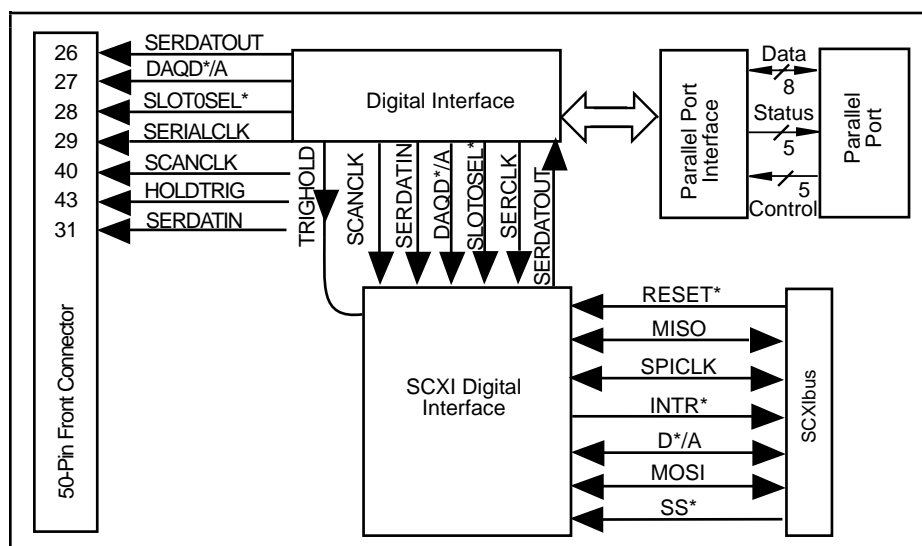 26
27
28
29
40
43
31
50-Pin Front Connector
SERDATOUT
DAQD*/A
SLOT0SEL*
SERIALCLK
SCANCLK
HOLDTRIG
SERDATIN
Digital Interface
TRIGHOLD
SCANCLK
SERDATIN
DAQD*/A
SLOTOSEL*
SERCLK
SERDATOUT
Parallel Port
Interface
Data
8
Status
5
5
Control
Parallel
Port
SCXI Digital
Interface
RESET*
MISO
SPICLK
INTR*
D*/A
MOSI
SS*
SCXIbus